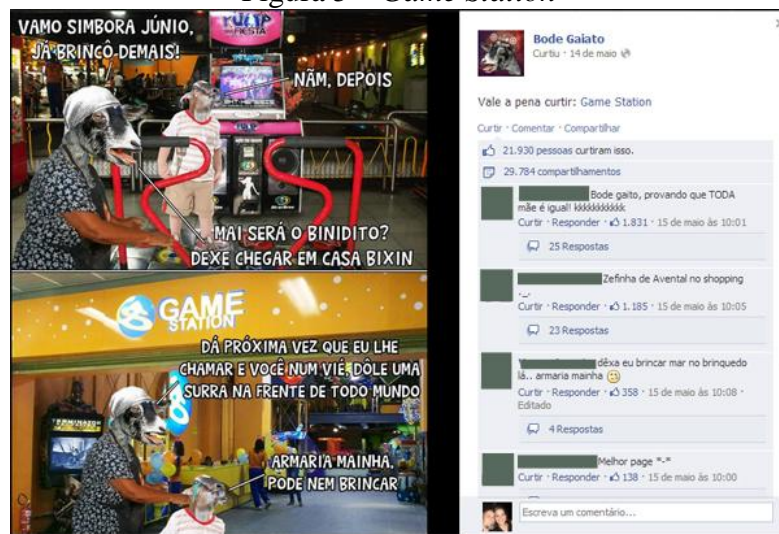 Figura 3 – Game Station
VAMO SIMBORA JÚNIO,
JÁ BRINCÔ DEMAIS!
PUMP IT UP
FIESTA
NÃM, DEPOIS
MAI SERÁ O BINIDITO?
DEXE CHEGAR EM CASA BIXIN
GAME
STATION
DÁ PRÓXIMA VEZ QUE EU LHE
CHAMAR E VOCÊ NUM VIÉ, DÔLE UMA
SURRA NA FRENTE DE TODO MUNDO
ARMARIA MAINHA,
PODE NEM BRINCAR
Bode Gaiato
Curtiu · 14 de maio
Vale a pena curtir: Game Station
Curtir · Comentar · Compartilhar
21.930 pessoas curtiram isso.
29.784 compartilhamentos
Bode gaito, provando que TODA
mãe é igual! kkkkkkkkkkk
Curtir · Responder · 1.831 · 15 de maio às 10:01
25 Respostas
Zefinha de Avental no shopping
._.
Curtir · Responder · 1.185 · 15 de maio às 10:05
23 Respostas
dêxa eu brincar mar no brinquedo
lá.. armaria mainha
Curtir · Responder · 358 · 15 de maio às 10:08 ·
Editado
4 Respostas
Melhor page *-*
Curtir · Responder · 138 · 15 de maio às 10:00
Escreva um comentário...